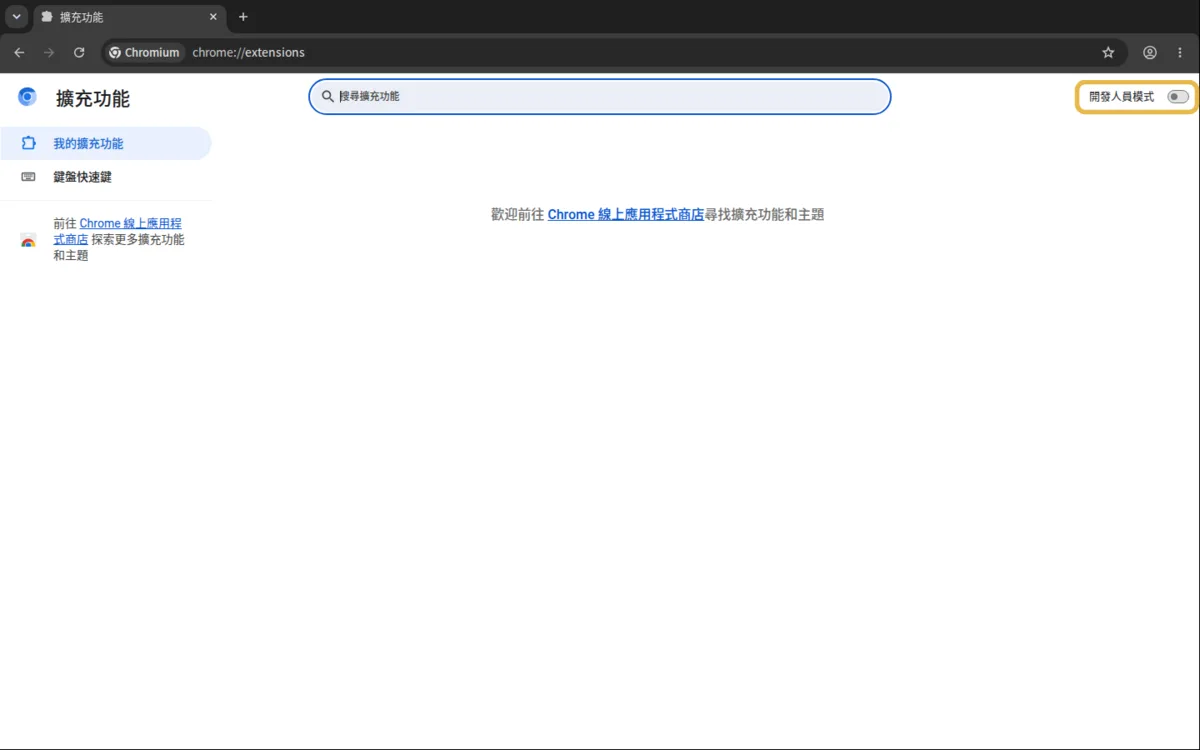 擴充功能
Chromium
chrome://extensions
擴充功能
搜尋擴充功能
開發人員模式
我的擴充功能
鍵盤快速鍵
前往 Chrome 線上應用程
式商店 探索更多擴充功能
和主題
歡迎前往 Chrome 線上應用程式商店尋找擴充功能和主題